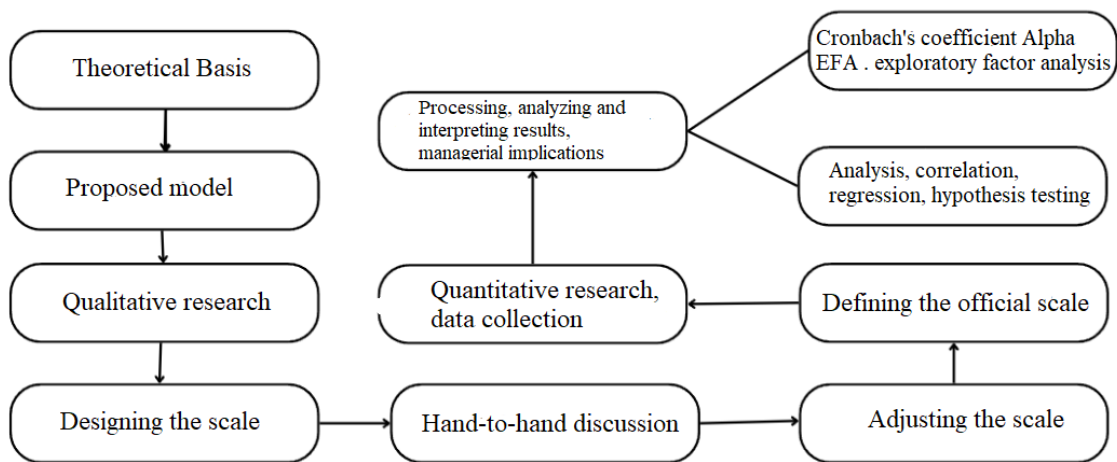 Theoretical Basis
Proposed model
Qualitative research
Designing the scale
Hand-to-hand discussion
Adjusting the scale
Defining the official scale
Quantitative research,
data collection
Processing, analyzing and
interpreting results,
managerial implications
Cronbach's coefficient Alpha
EFA . exploratory factor analysis
Analysis, correlation,
regression, hypothesis testing